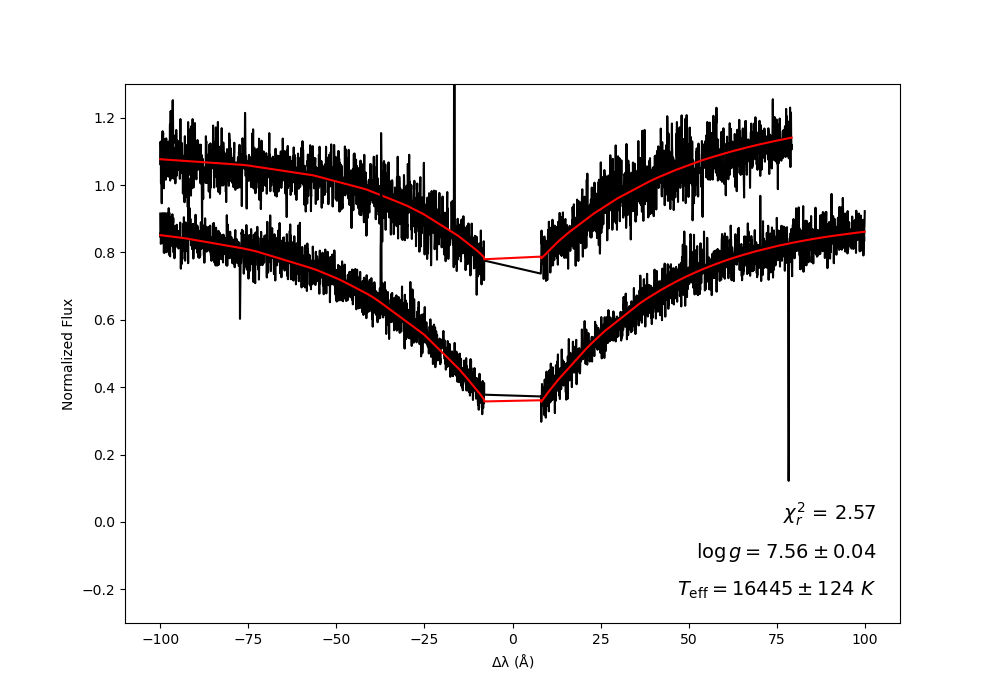 1.2
1.0
0.8
0.6
0.4
0.2
0.0
−0.2
Normalized Flux
χ²ᵣ = 2.57
log g = 7.56 ± 0.04
T_eff = 16445 ± 124 K
−100 −75 −50 −25 0 25 50 75 100
Δλ (Å)